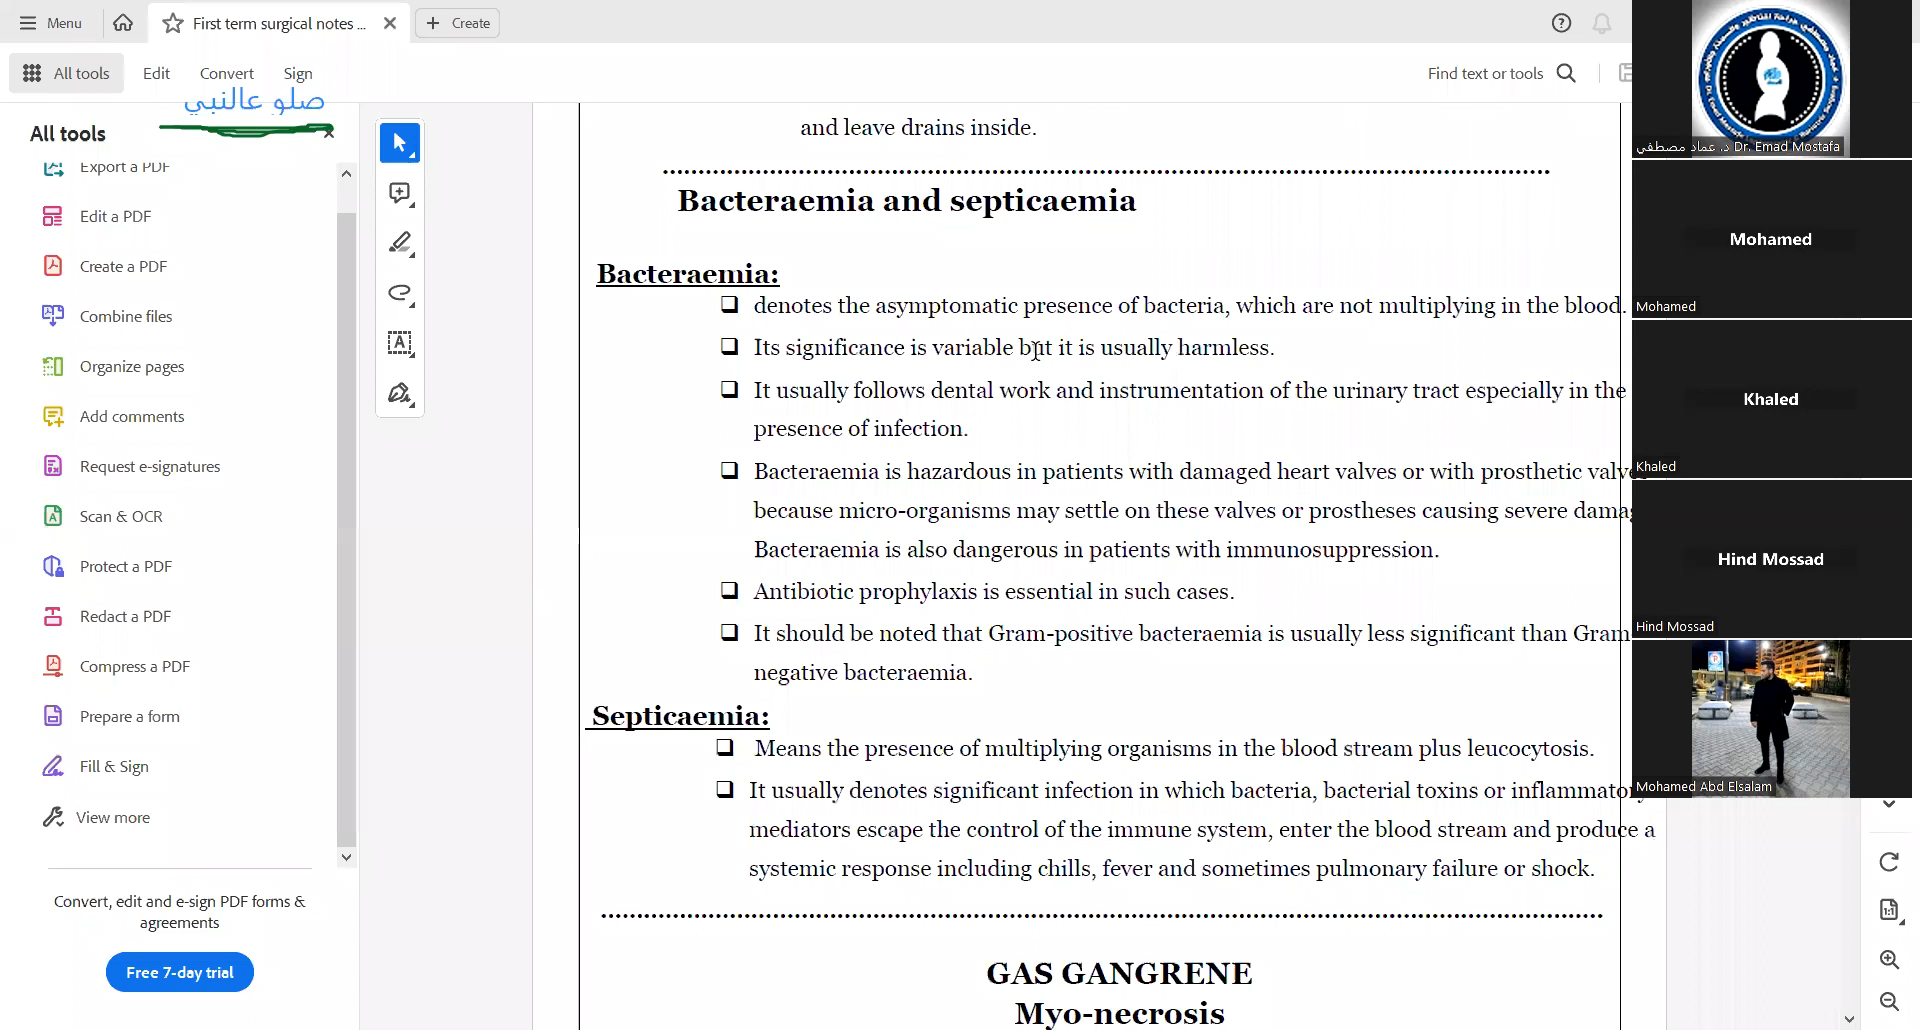 Menu
First term surgical notes ...
Create
All tools
Edit
Convert
Sign
Find text or tools
صلو عالنبي
All tools
Export a PDF
Edit a PDF
Create a PDF
Combine files
Organize pages
Add comments
Request e-signatures
Scan & OCR
Protect a PDF
Redact a PDF
Compress a PDF
Prepare a form
Fill & Sign
View more
Convert, edit and e-sign PDF forms &
agreements
Free 7-day trial
and leave drains inside.
Bacteraemia and septicaemia
Bacteraemia:
denotes the asymptomatic presence of bacteria, which are not multiplying in the blood.
Its significance is variable but it is usually harmless.
It usually follows dental work and instrumentation of the urinary tract especially in the
presence of infection.
Bacteraemia is hazardous in patients with damaged heart valves or with prosthetic
because micro-organisms may settle on these valves or prostheses causing severe
Bacteraemia is also dangerous in patients with immunosuppression.
Antibiotic prophylaxis is essential in such cases.
It should be noted that Gram-positive bacteraemia is usually less significant than Gram
negative bacteraemia.
Septicaemia:
Means the presence of multiplying organisms in the blood stream plus leucocytosis.
It usually denotes significant infection in which bacteria, bacterial toxins or inflammatory
mediators escape the control of the immune system, enter the blood stream and produce a
systemic response including chills, fever and sometimes pulmonary failure or shock.
GAS GANGRENE
Myo-necrosis
د. عماد مصطفي Dr. Emad Mostafa
Mohamed
Mohamed
Khaled
Khaled
Hind Mossad
Hind Mossad
Mohamed Abd Elsalam